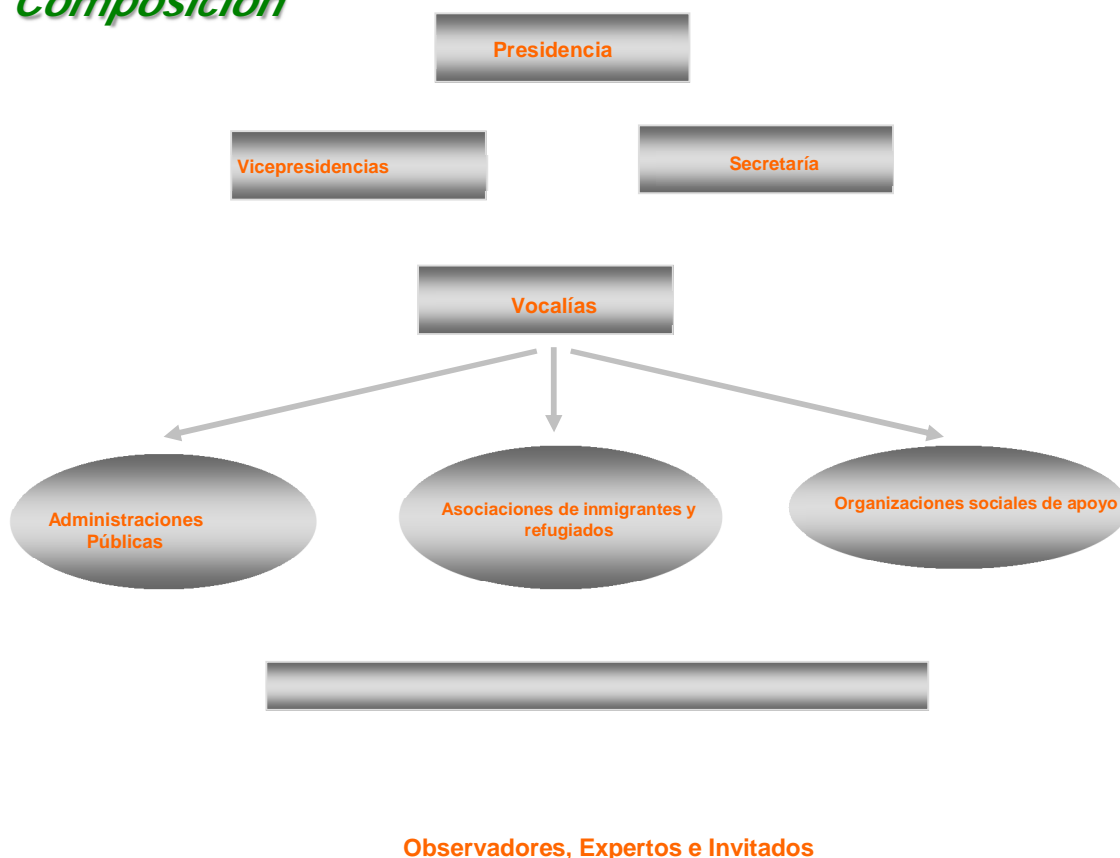 Composición
Presidencia
Vicepresidencias
Secretaría
Vocalías
Administraciones
Públicas
Asociaciones de inmigrantes y
refugiados
Organizaciones sociales de apoyo
Observadores, Expertos e Invitados